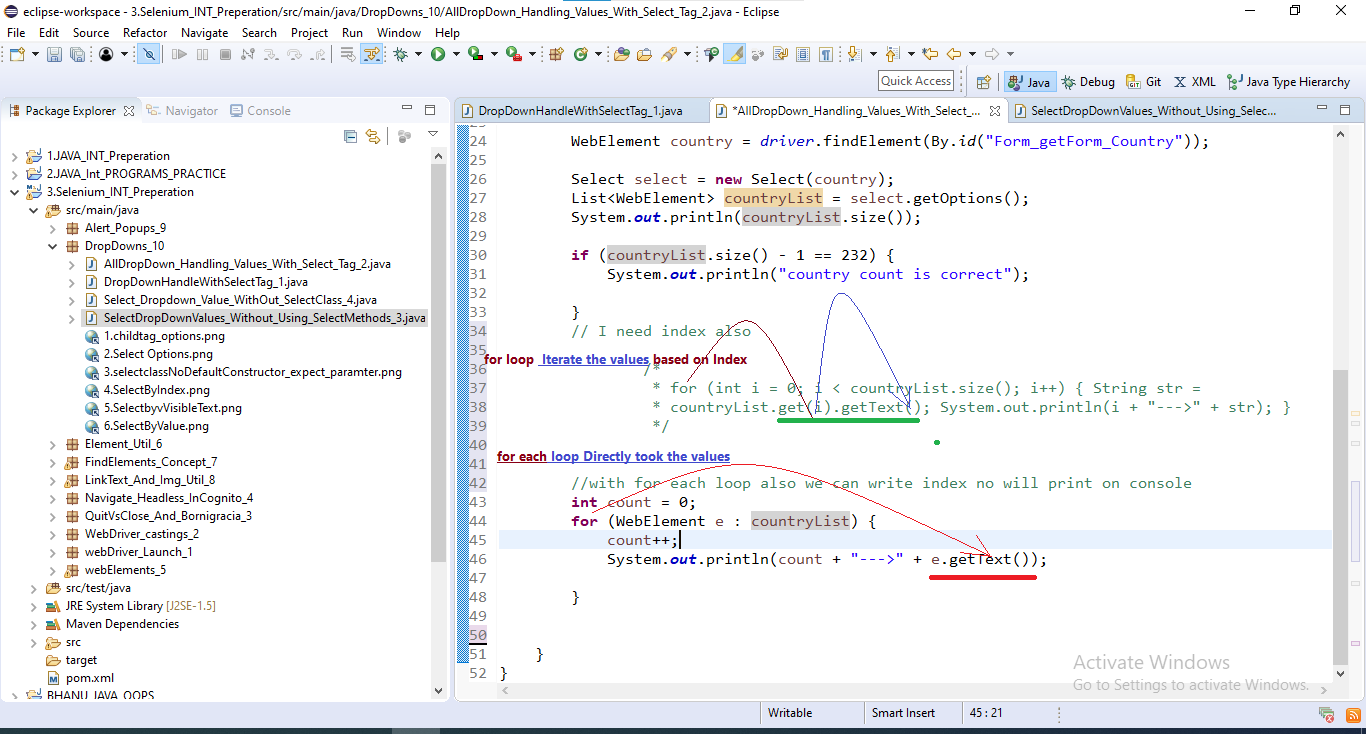 eclipse-workspace - 3.Selenium_INT_Preperation/src/main/java/DropDowns_10/AllDropDown_Handling_Values_With_Select_Tag_2.java - Eclipse
File Edit Source Refactor Navigate Search Project Run Window Help
Quick Access
Java Debug Git XML Java Type Hierarchy
Package Explorer Navigator Console
1.JAVA_INT_Preperation
2.JAVA_Int_PROGRAMS_PRACTICE
3.Selenium_INT_Preperation
src/main/java
Alert_Popups_9
DropDowns_10
AllDropDown_Handling_Values_With_Select_Tag_2.java
DropDownHandleWithSelectTag_1.java
Select_Dropdown_Value_WithOut_SelectClass_4.java
SelectDropDownValues_Without_Using_SelectMethods_3.java
1.childtag_options.png
2.Select Options.png
3.selectclassNoDefaultConstructor_expect_paramter.png
4.SelectByIndex.png
5.SelectbyvVisibleText.png
6.SelectByValue.png
Element_Util_6
FindElements_Concept_7
LinkText_And_Img_Util_8
Navigate_Headless_InCognito_4
QuitVsClose_And_Bornigracia_3
WebDriver_castings_2
webDriver_Launch_1
webElements_5
src/test/java
JRE System Library [J2SE-1.5]
Maven Dependencies
src
target
pom.xml
BHANU_JAVA_OOPS
DropDownHandleWithSelectTag_1.java *AllDropDown_Handling_Values_With_Select_... SelectDropDownValues_Without_Using_Selec...
24 WebElement country = driver.findElement(By.id("Form_getForm_Country"));
25
26 Select select = new Select(country);
27 List<WebElement> countryList = select.getOptions();
28 System.out.println(countryList.size());
29
30 if (countryList.size() - 1 == 232) {
31 System.out.println("country count is correct");
32
33 }
34 // I need index also
35
for loop Iterate the values based on Index
36 /*
37 * for (int i = 0; i < countryList.size(); i++) { String str =
38 * countryList.get(i).getText(); System.out.println(i + "--->" + str); }
39 */
40
for each loop Directly took the values
41
42 //with for each loop also we can write index no will print on console
43 int count = 0;
44 for (WebElement e : countryList) {
45 count++;
46 System.out.println(count + "--->" + e.getText());
47
48 }
49
50
51 }
52 }
Activate Windows
Go to Settings to activate Windows.
Writable Smart Insert 45 : 21